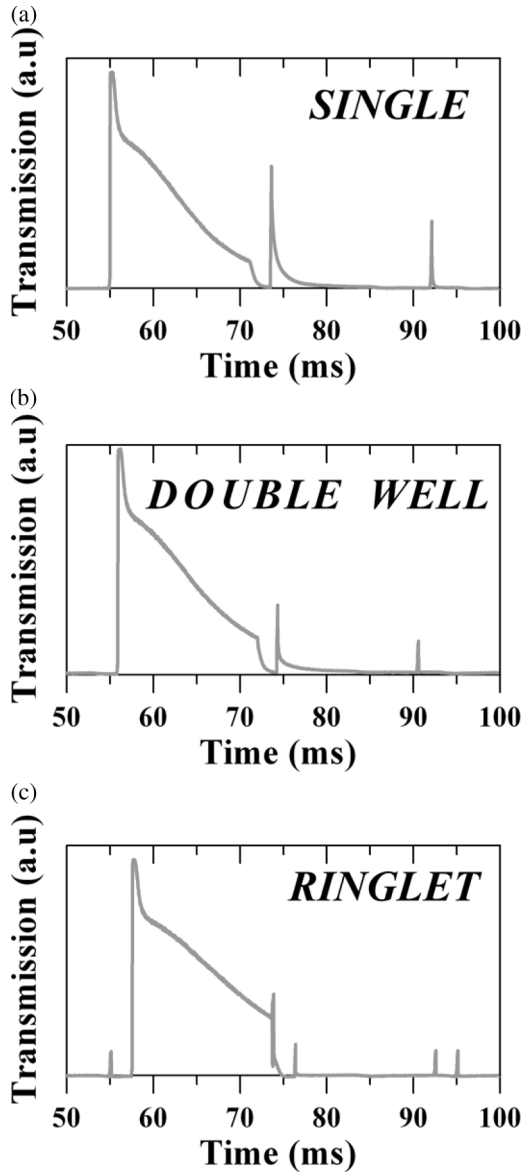 (a)
Transmission (a.u)
SINGLE
50 60 70 80 90 100
Time (ms)
(b)
Transmission (a.u)
DOUBLE WELL
50 60 70 80 90 100
Time (ms)
(c)
Transmission (a.u)
RINGLET
50 60 70 80 90 100
Time (ms)